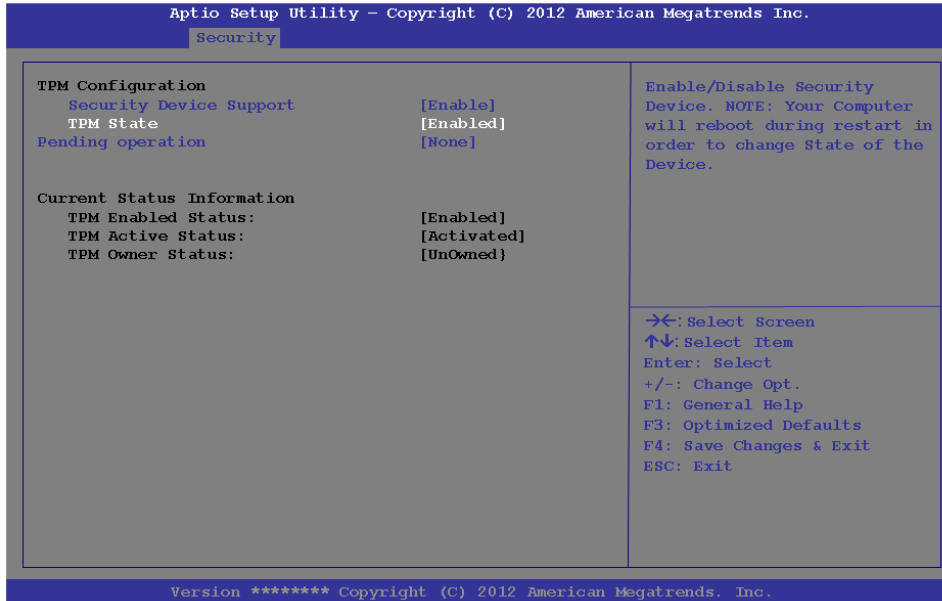 Aptio Setup Utility – Copyright (C) 2012 American Megatrends Inc.
Security
TPM Configuration
Security Device Support [Enable]
TPM State [Enabled]
Pending operation [None]
Current Status Information
TPM Enabled Status: [Enabled]
TPM Active Status: [Activated]
TPM Owner Status: [UnOwned}
Enable/Disable Security
Device. NOTE: Your Computer
will reboot during restart in
order to change State of the
Device.
→←: Select Screen
↑↓: Select Item
Enter: Select
+/-: Change Opt.
F1: General Help
F3: Optimized Defaults
F4: Save Changes & Exit
ESC: Exit
Version ******** Copyright (C) 2012 American Megatrends. Inc.